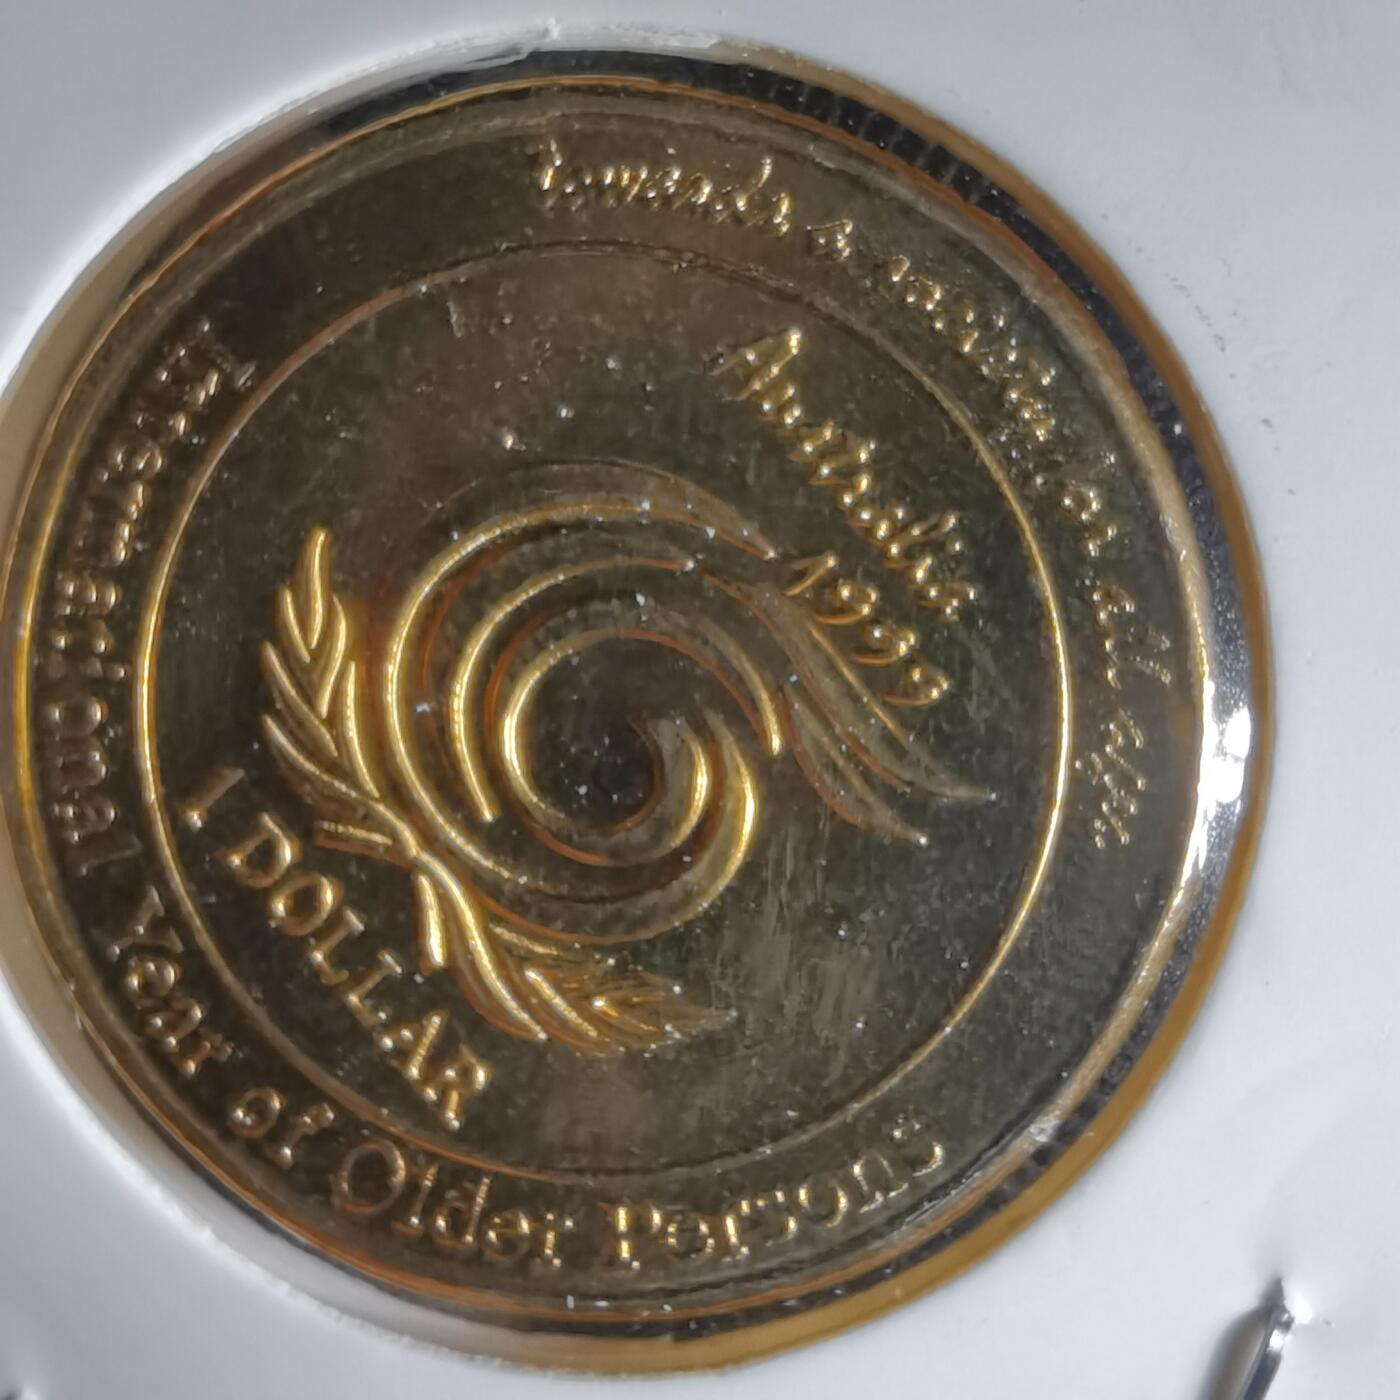 towards a society for all ages
Australia
1999
1 DOLLAR
International Year of Older Persons